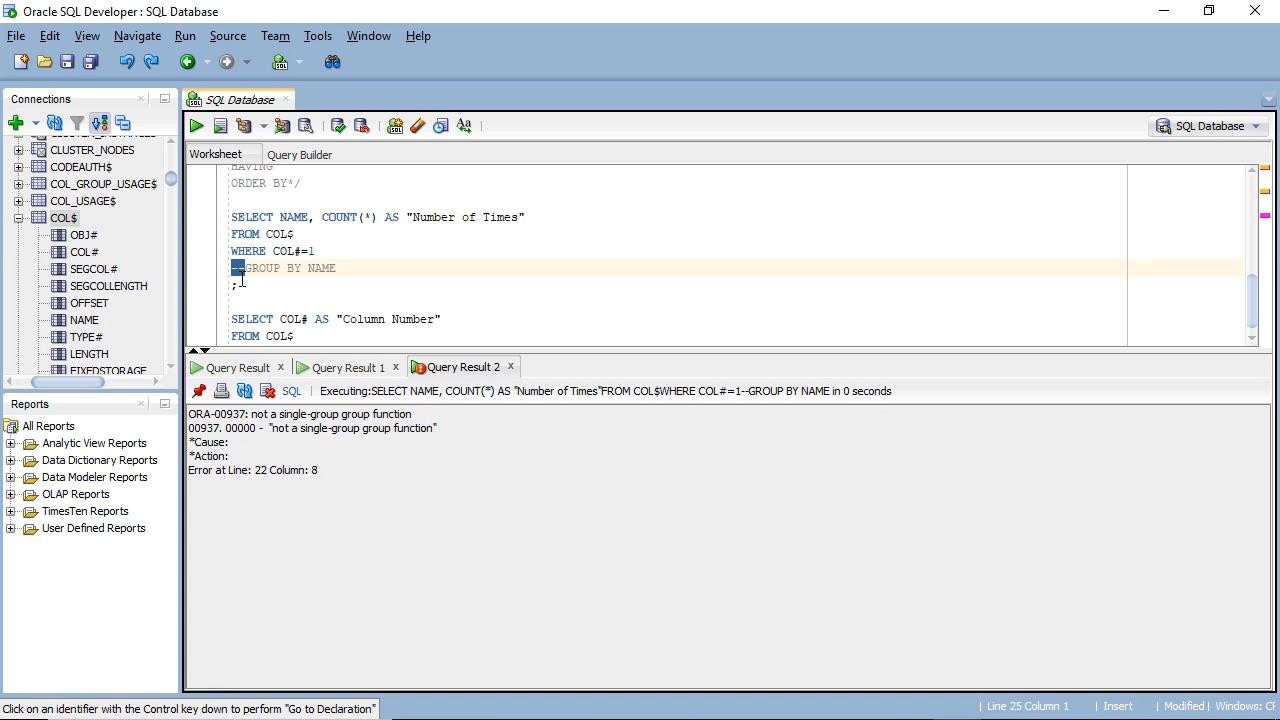 Oracle SQL Developer : SQL Database
File Edit View Navigate Run Source Team Tools Window Help
Connections
SQL Database
SQL Database
Worksheet Query Builder
CLUSTER_NODES
CODEAUTH$
COL_GROUP_USAGE$
COL_USAGE$
COL$
OBJ#
COL#
SEGCOL#
SEGCOLLENGTH
OFFSET
NAME
TYPE#
LENGTH
FIXEDSTORAGE
HAVING
ORDER BY*/
SELECT NAME, COUNT(*) AS "Number of Times"
FROM COL$
WHERE COL#=1
--GROUP BY NAME
;
SELECT COL# AS "Column Number"
FROM COL$
Query Result Query Result 1 Query Result 2
SQL Executing:SELECT NAME, COUNT(*) AS "Number of Times"FROM COL$WHERE COL#=1--GROUP BY NAME in 0 seconds
ORA-00937: not a single-group group function
00937. 00000 - "not a single-group group function"
*Cause:
*Action:
Error at Line: 22 Column: 8
Reports
All Reports
Analytic View Reports
Data Dictionary Reports
Data Modeler Reports
OLAP Reports
TimesTen Reports
User Defined Reports
Click on an identifier with the Control key down to perform "Go to Declaration"
Line 25 Column 1 Insert Modified Windows: CF